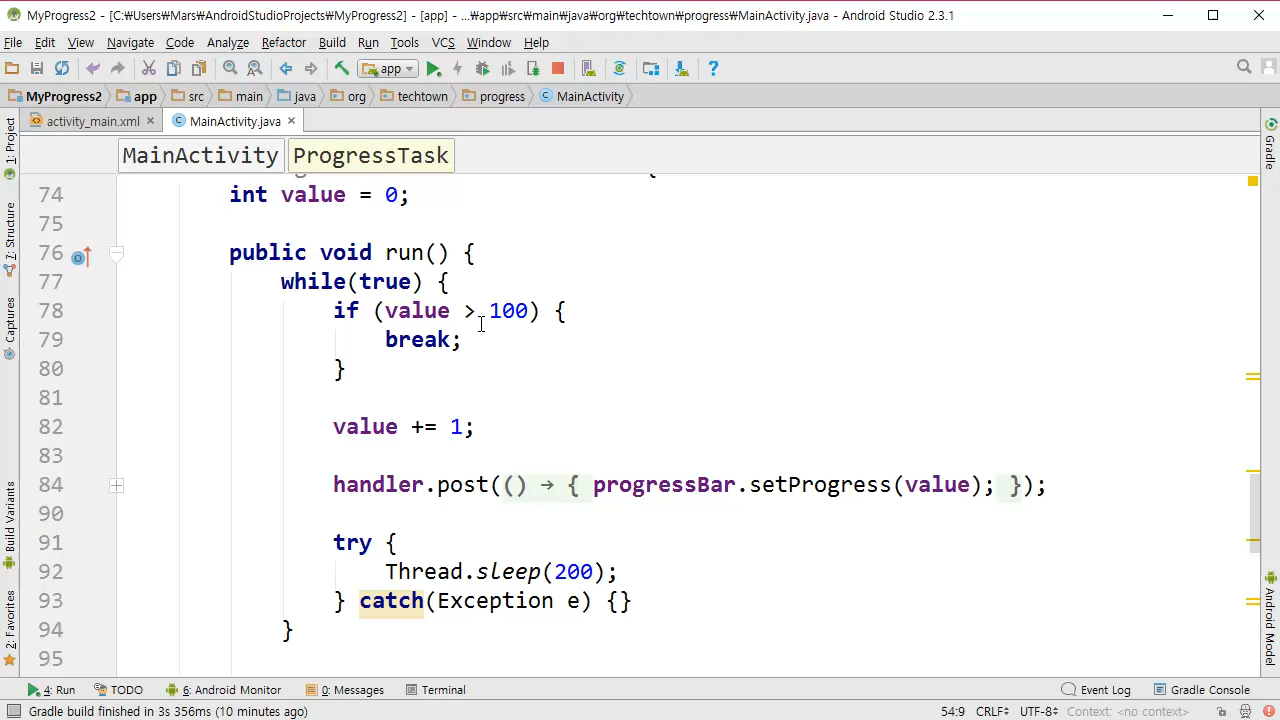 MyProgress2 - [C:₩Users₩Mars₩AndroidStudioProjects₩MyProgress2] - [app] - ...₩app₩src₩main₩java₩org₩techtown₩progress₩MainActivity.java - Android Studio 2.3.1
File Edit View Navigate Code Analyze Refactor Build Run Tools VCS Window Help
app
MyProgress2 app src main java org techtown progress MainActivity
activity_main.xml MainActivity.java
MainActivity ProgressTask
74 int value = 0;
75
76 public void run() {
77 while(true) {
78 if (value > 100) {
79 break;
80 }
81
82 value += 1;
83
84 handler.post(() → { progressBar.setProgress(value); });
90
91 try {
92 Thread.sleep(200);
93 } catch(Exception e) {}
94 }
95
1: Project
7: Structure
Captures
Build Variants
2: Favorites
Gradle
Android Model
4: Run TODO 6: Android Monitor 0: Messages Terminal Event Log Gradle Console
Gradle build finished in 3s 356ms (10 minutes ago) 54:9 CRLF UTF-8 Context: <no context>